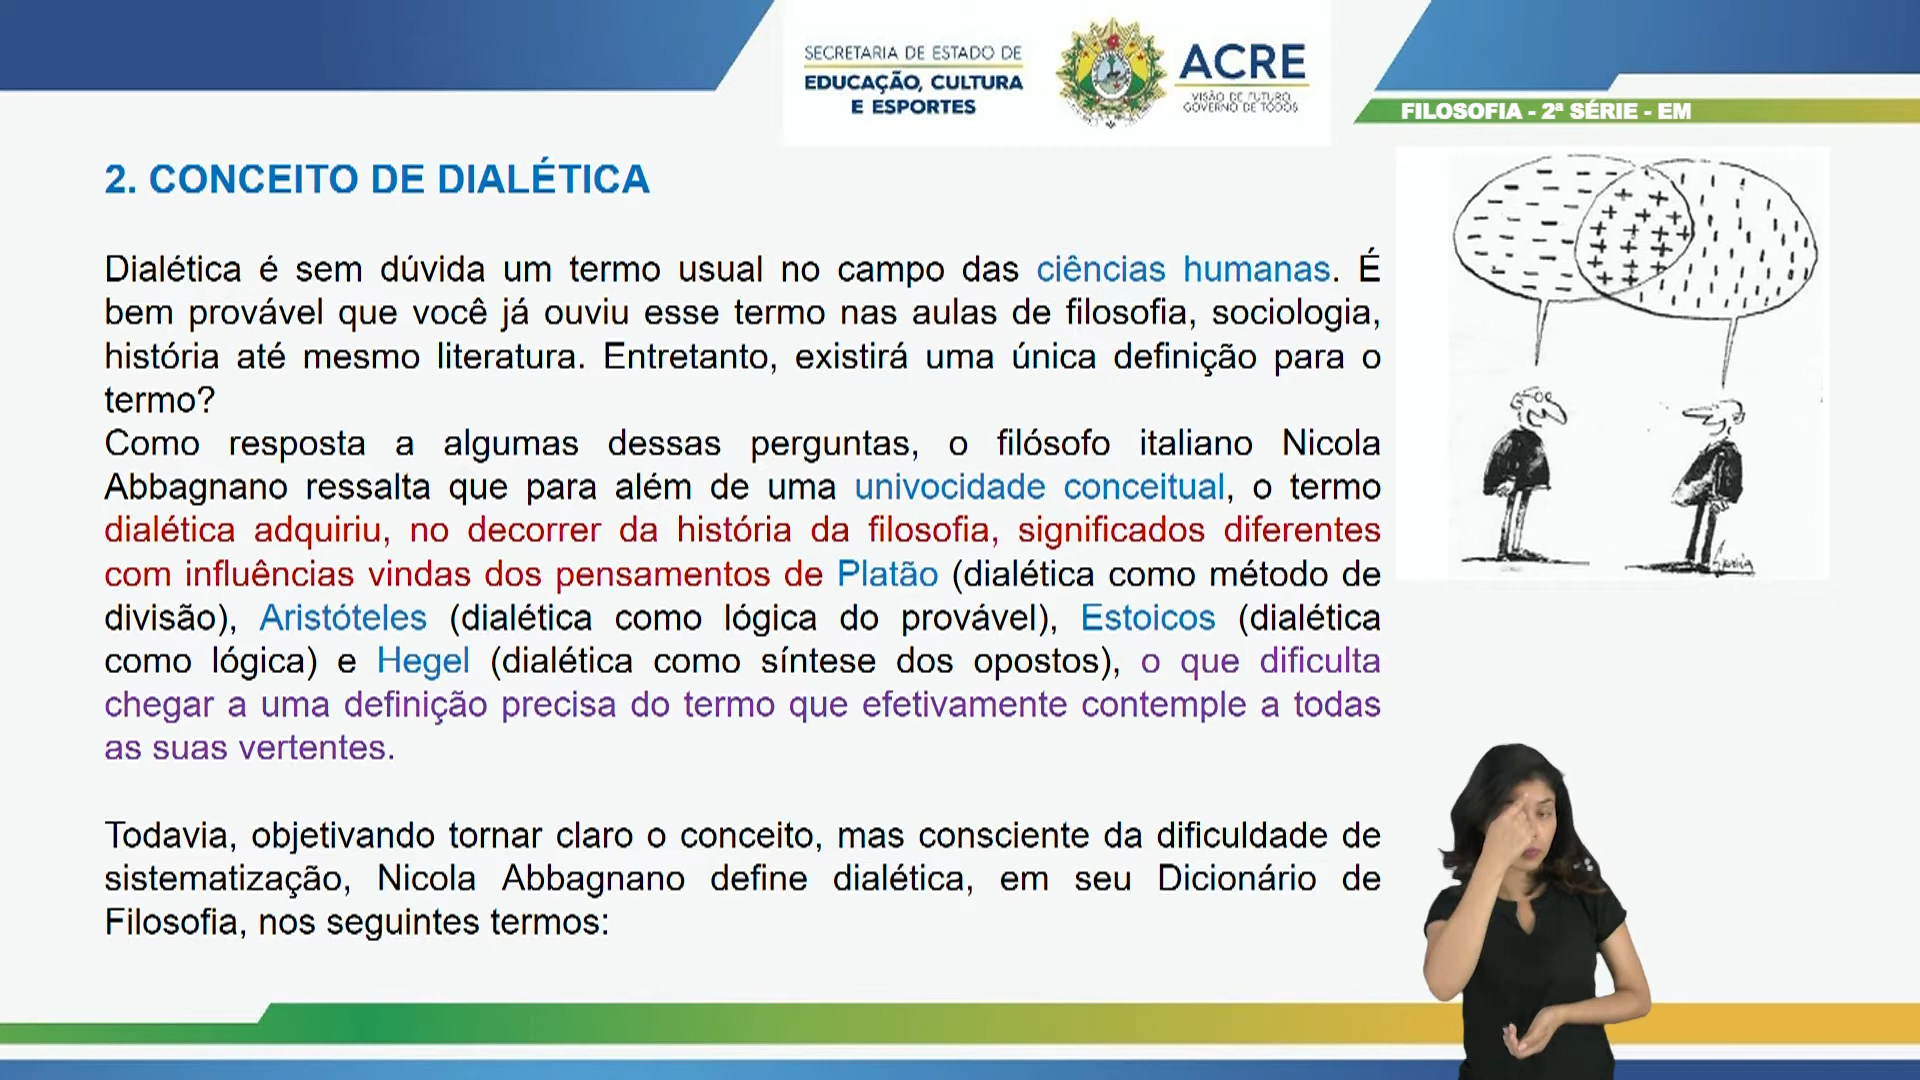 SECRETARIA DE ESTADO DE
EDUCAÇÃO, CULTURA
E ESPORTES
ACRE
VISÃO DE FUTURO,
GOVERNO DE TODOS
FILOSOFIA - 2ª SÉRIE - EM
2. CONCEITO DE DIALÉTICA
Dialética é sem dúvida um termo usual no campo das ciências humanas. É
bem provável que você já ouviu esse termo nas aulas de filosofia, sociologia,
história até mesmo literatura. Entretanto, existirá uma única definição para o
termo?
Como resposta a algumas dessas perguntas, o filósofo italiano Nicola
Abbagnano ressalta que para além de uma univocidade conceitual, o termo
dialética adquiriu, no decorrer da história da filosofia, significados diferentes
com influências vindas dos pensamentos de Platão (dialética como método de
divisão), Aristóteles (dialética como lógica do provável), Estoicos (dialética
como lógica) e Hegel (dialética como síntese dos opostos), o que dificulta
chegar a uma definição precisa do termo que efetivamente contemple a todas
as suas vertentes.
Todavia, objetivando tornar claro o conceito, mas consciente da dificuldade de
sistematização, Nicola Abbagnano define dialética, em seu Dicionário de
Filosofia, nos seguintes termos: